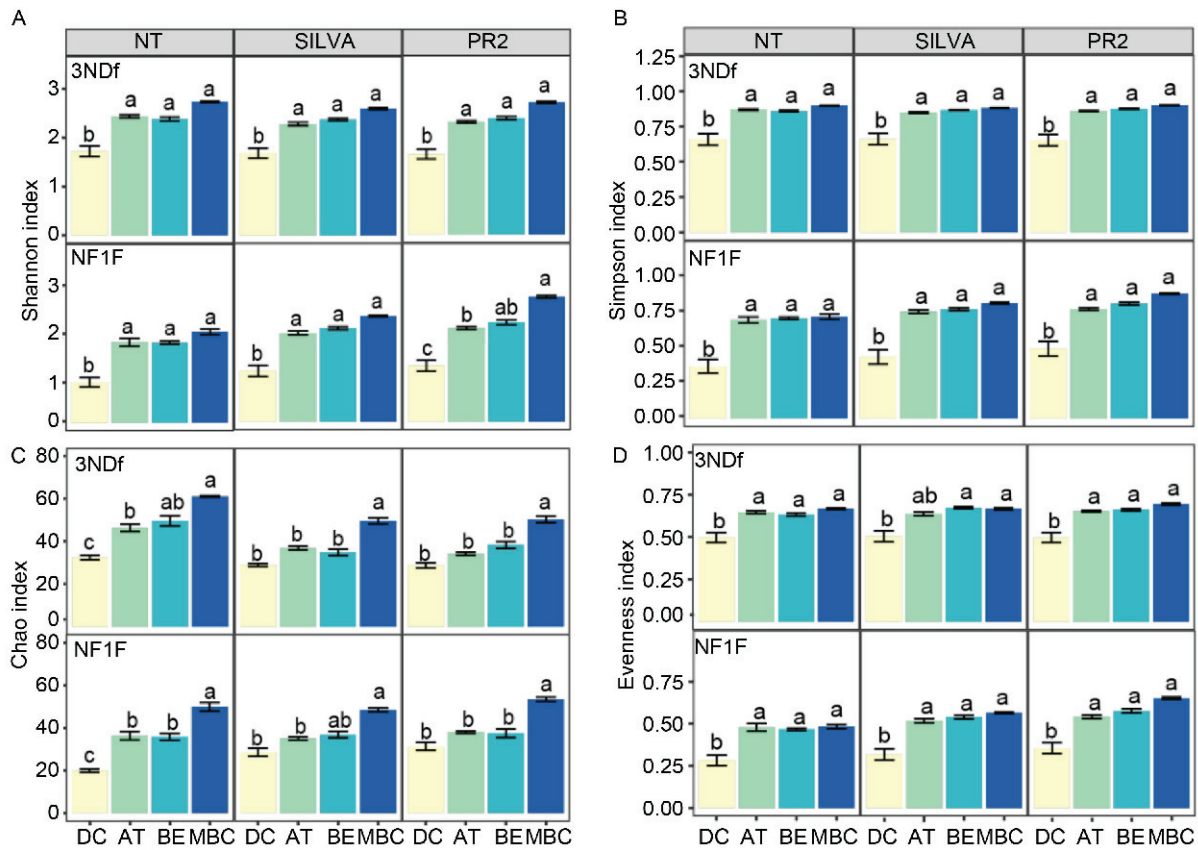 A
NT SILVA PR2
3NDf
Shannon index
3
2
1
0
b a a a
b a a a
b a a a
NF1F
3
2
1
0
b a a a
b a a a
c b ab a
B
NT SILVA PR2
3NDf
Simpson index
1.25
1.00
0.75
0.50
0.25
0.00
b a a a
b a a a
b a a a
NF1F
1.00
0.75
0.50
0.25
0.00
b a a a
b a a a
b a a a
C
3NDf
Chao index
80
60
40
20
0
c b ab a
b b b a
b b b a
NF1F
80
60
40
20
0
c b b a
b b ab a
b b b a
DC AT BE MBC DC AT BE MBC DC AT BE MBC
D
3NDf
Evenness index
1.00
0.75
0.50
0.25
0.00
b a a a
b ab a a
b a a a
NF1F
0.75
0.50
0.25
0.00
b a a a
b a a a
b a a a
DC AT BE MBC DC AT BE MBC DC AT BE MBC